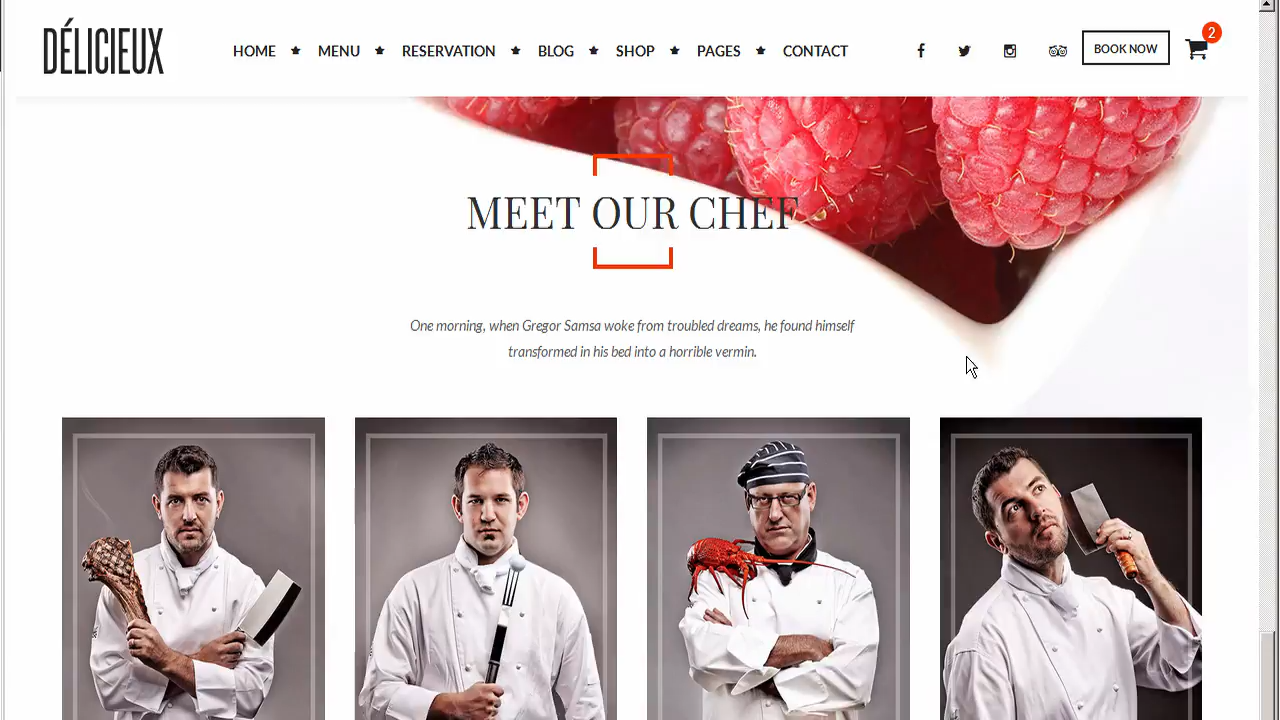 DÉLICIEUX
HOME ★ MENU ★ RESERVATION ★ BLOG ★ SHOP ★ PAGES ★ CONTACT
BOOK NOW
2
MEET OUR CHEF
One morning, when Gregor Samsa woke from troubled dreams, he found himself
transformed in his bed into a horrible vermin.